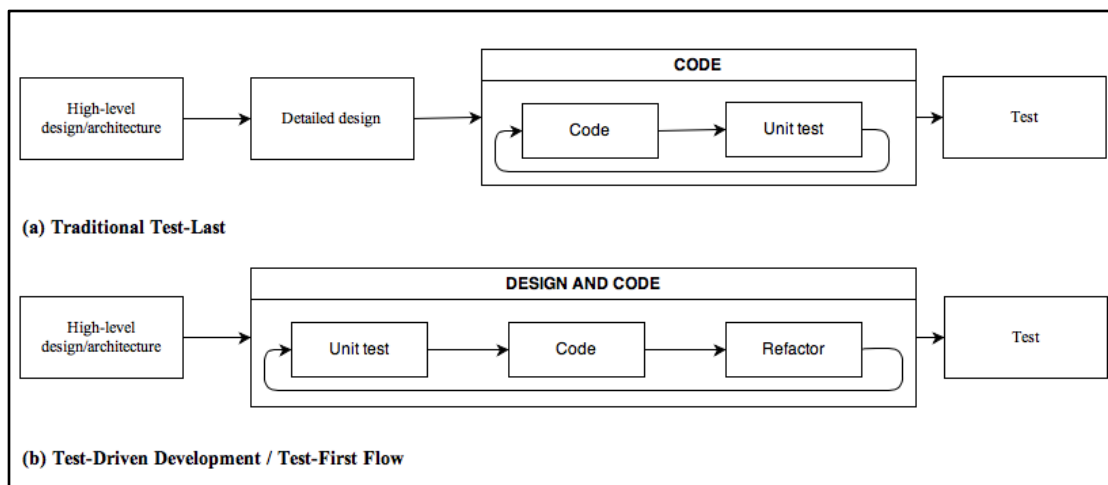 CODE
High-level
design/architecture
Detailed design
Code
Unit test
Test
(a) Traditional Test-Last
DESIGN AND CODE
High-level
design/architecture
Unit test
Code
Refactor
Test
(b) Test-Driven Development / Test-First Flow